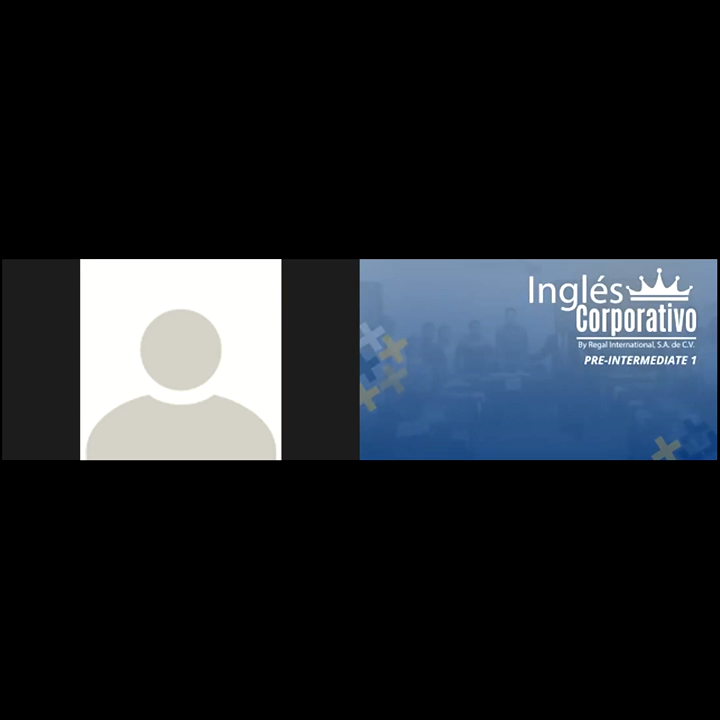 Inglés
Corporativo
By Regal International, S.A. de C.V.
PRE-INTERMEDIATE 1